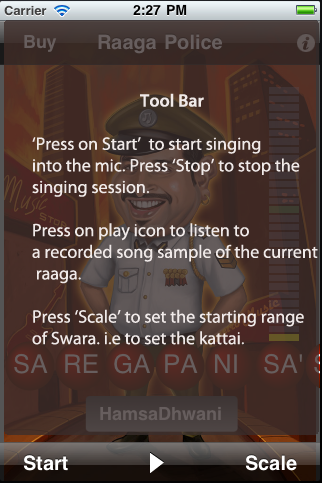 Carrier 2:27 PM
Buy Raaga Police i
Tool Bar
‘Press on Start’ to start singing
into the mic. Press ‘Stop’ to stop the
singing session.
Press on play icon to listen to
a recorded song sample of the current
raaga.
Press ‘Scale’ to set the starting range
of Swara. i.e to set the kattai.
Music
STOP
Music
SA RE GA PA NI SA' S
HamsaDhwani
Start Scale